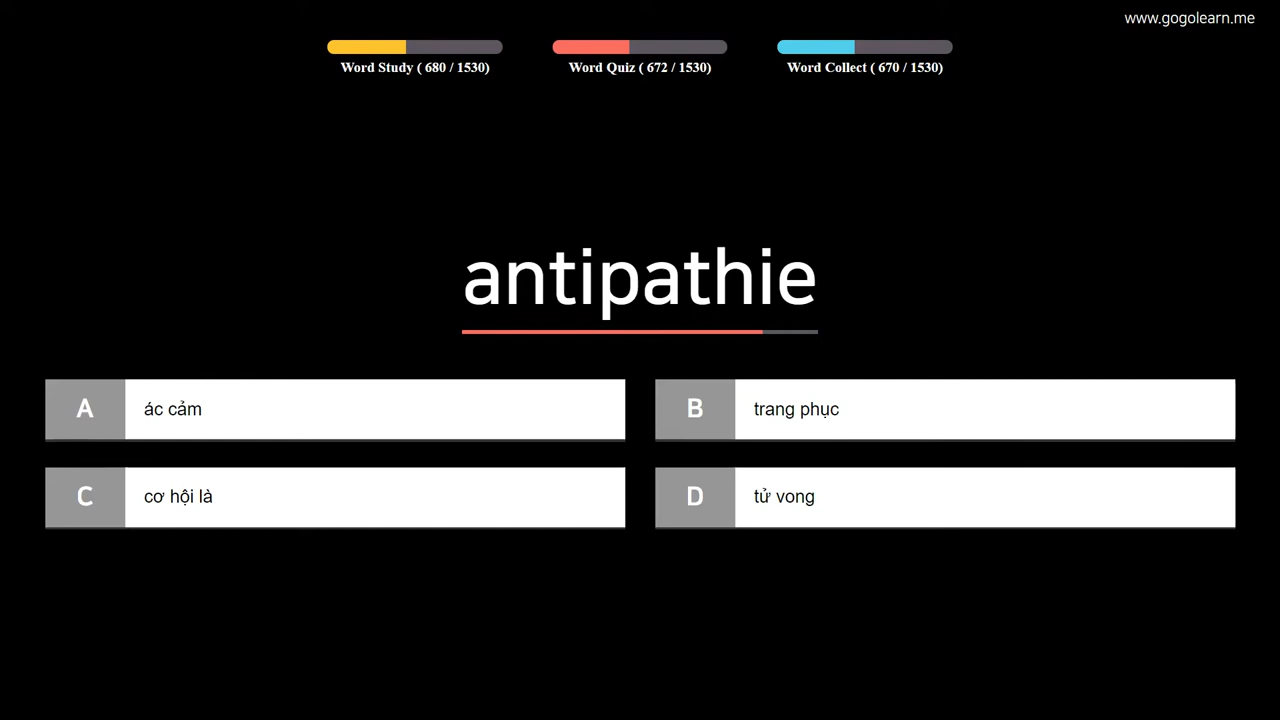 www.gogolearn.me
Word Study ( 680 / 1530)
Word Quiz ( 672 / 1530)
Word Collect ( 670 / 1530)
antipathie
A ác cảm
B trang phục
C cơ hội là
D tử vong